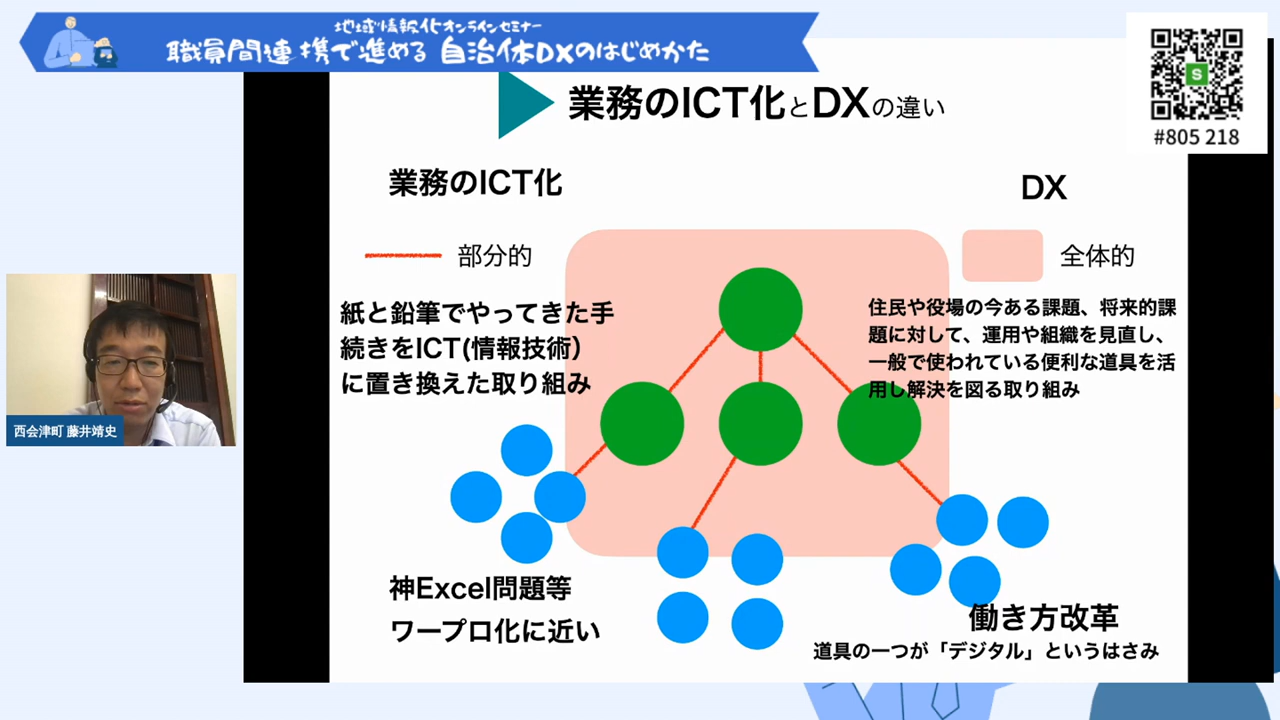 地域情報化オンラインセミナー
職員間連携で進める 自治体DXのはじめかた
#805 218
業務のICT化とDXの違い
業務のICT化
DX
部分的
全体的
紙と鉛筆でやってきた手
続きをICT(情報技術）
に置き換えた取り組み
住民や役場の今ある課題、将来的課
題に対して、運用や組織を見直し、
一般で使われている便利な道具を活
用し解決を図る取り組み
西会津町 藤井靖史
神Excel問題等
ワープロ化に近い
働き方改革
道具の一つが「デジタル」というはさみ